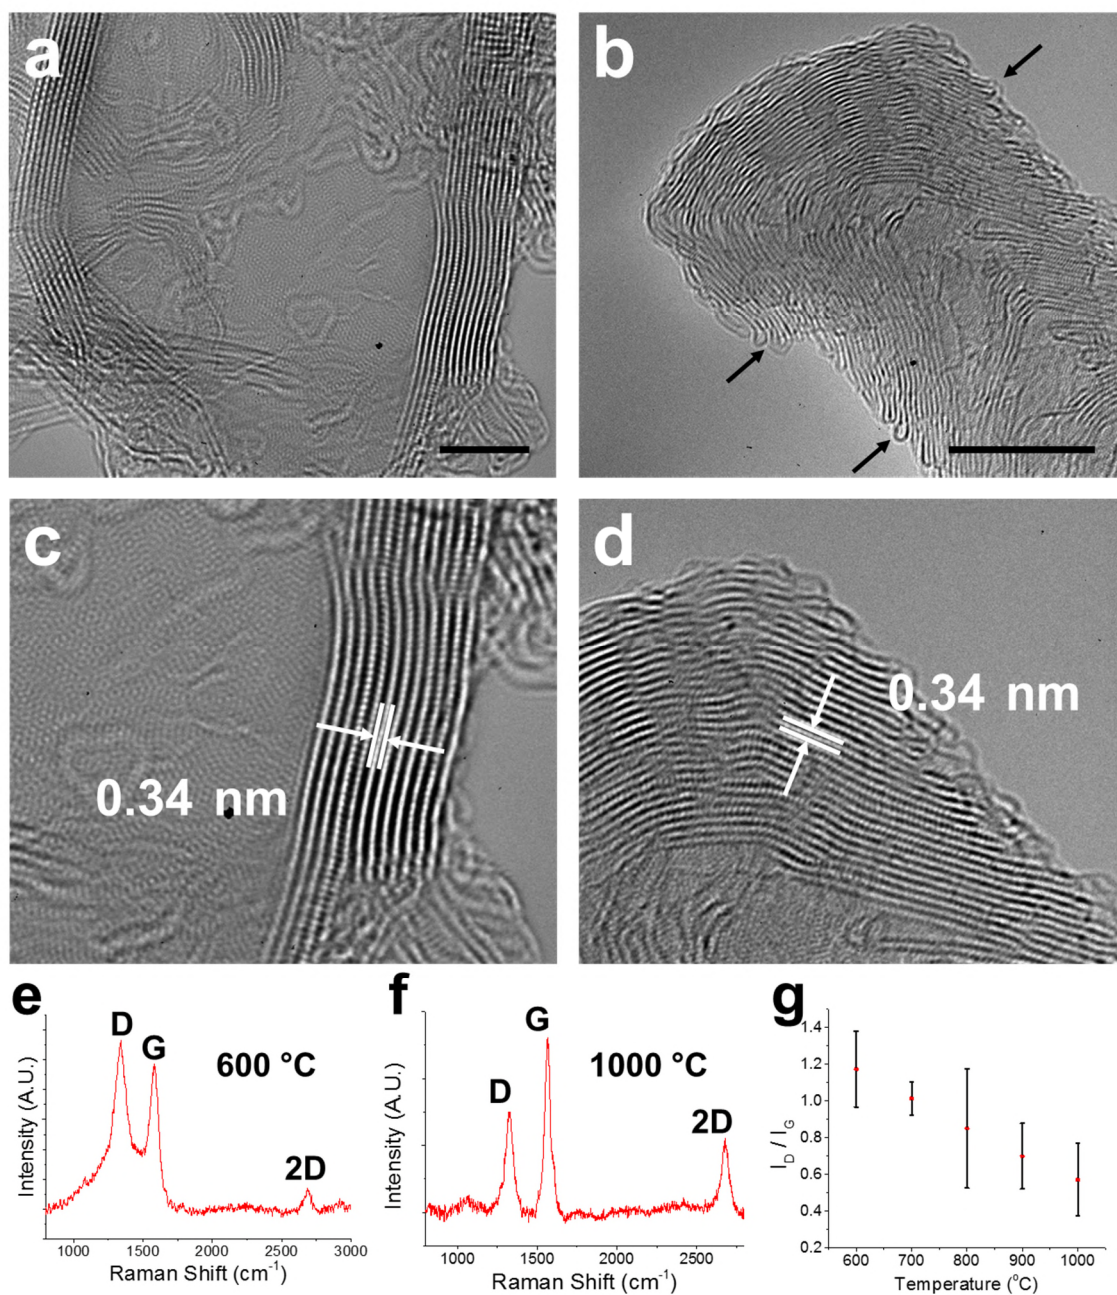 a
b
c
0.34 nm
d
0.34 nm
e
D
G
600 °C
2D
Intensity (A.U.)
1000
1500
2000
2500
3000
Raman Shift (cm-1)
f
G
D
1000 °C
2D
Intensity (A.U.)
1000
1500
2000
2500
Raman Shift (cm-1)
g
1.4
1.2
1.0
0.8
0.6
0.4
0.2
ID / IG
600
700
800
900
1000
Temperature (°C)